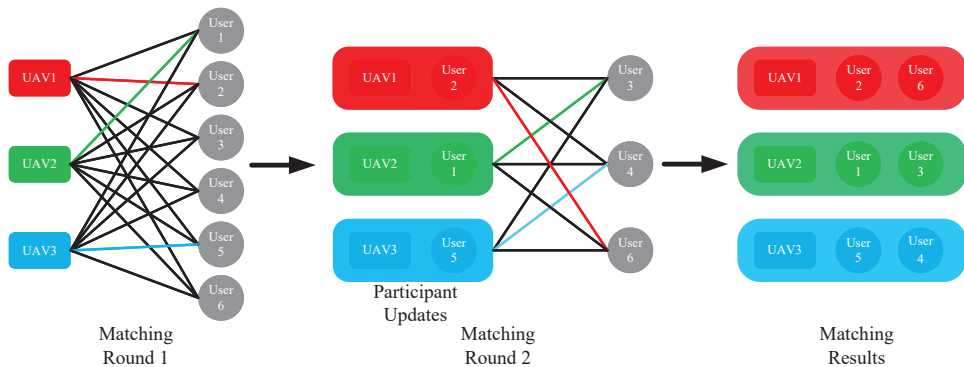 UAV1
UAV2
UAV3
User
1
User
2
User
3
User
4
User
5
User
6
Matching
Round 1
UAV1
User
2
UAV2
User
1
UAV3
User
5
Participant
Updates
User
3
User
4
User
6
Matching
Round 2
UAV1
User
2
User
6
UAV2
User
1
User
3
UAV3
User
5
User
4
Matching
Results